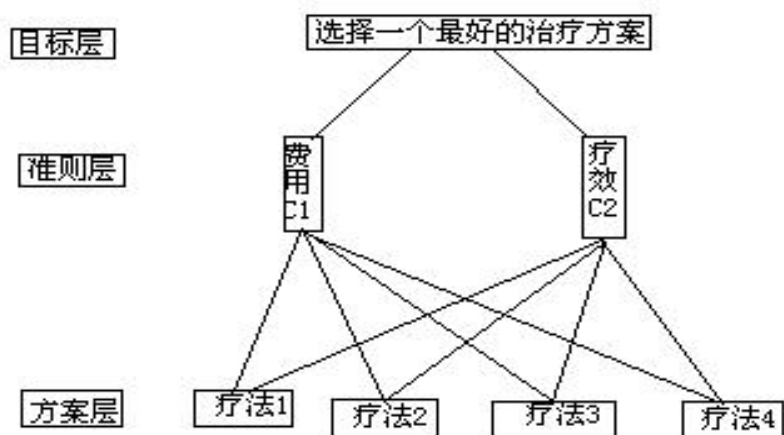 目标层
选择一个最好的治疗方案
准则层
费
用
C1
疗
效
C2
方案层
疗法1
疗法2
疗法3
疗法4